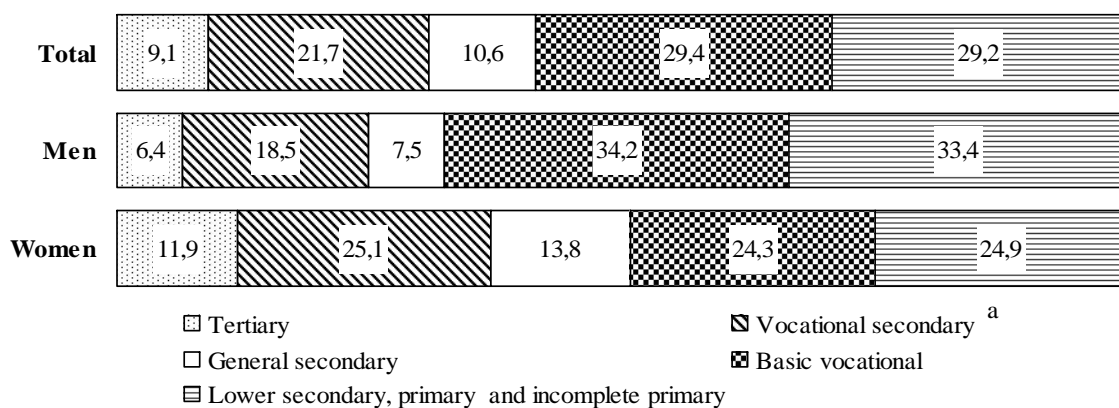 Total 9,1 21,7 10,6 29,4 29,2
Men 6,4 18,5 7,5 34,2 33,4
Women 11,9 25,1 13,8 24,3 24,9
Tertiary Vocational secondary a
General secondary Basic vocational
Lower secondary, primary and incomplete primary